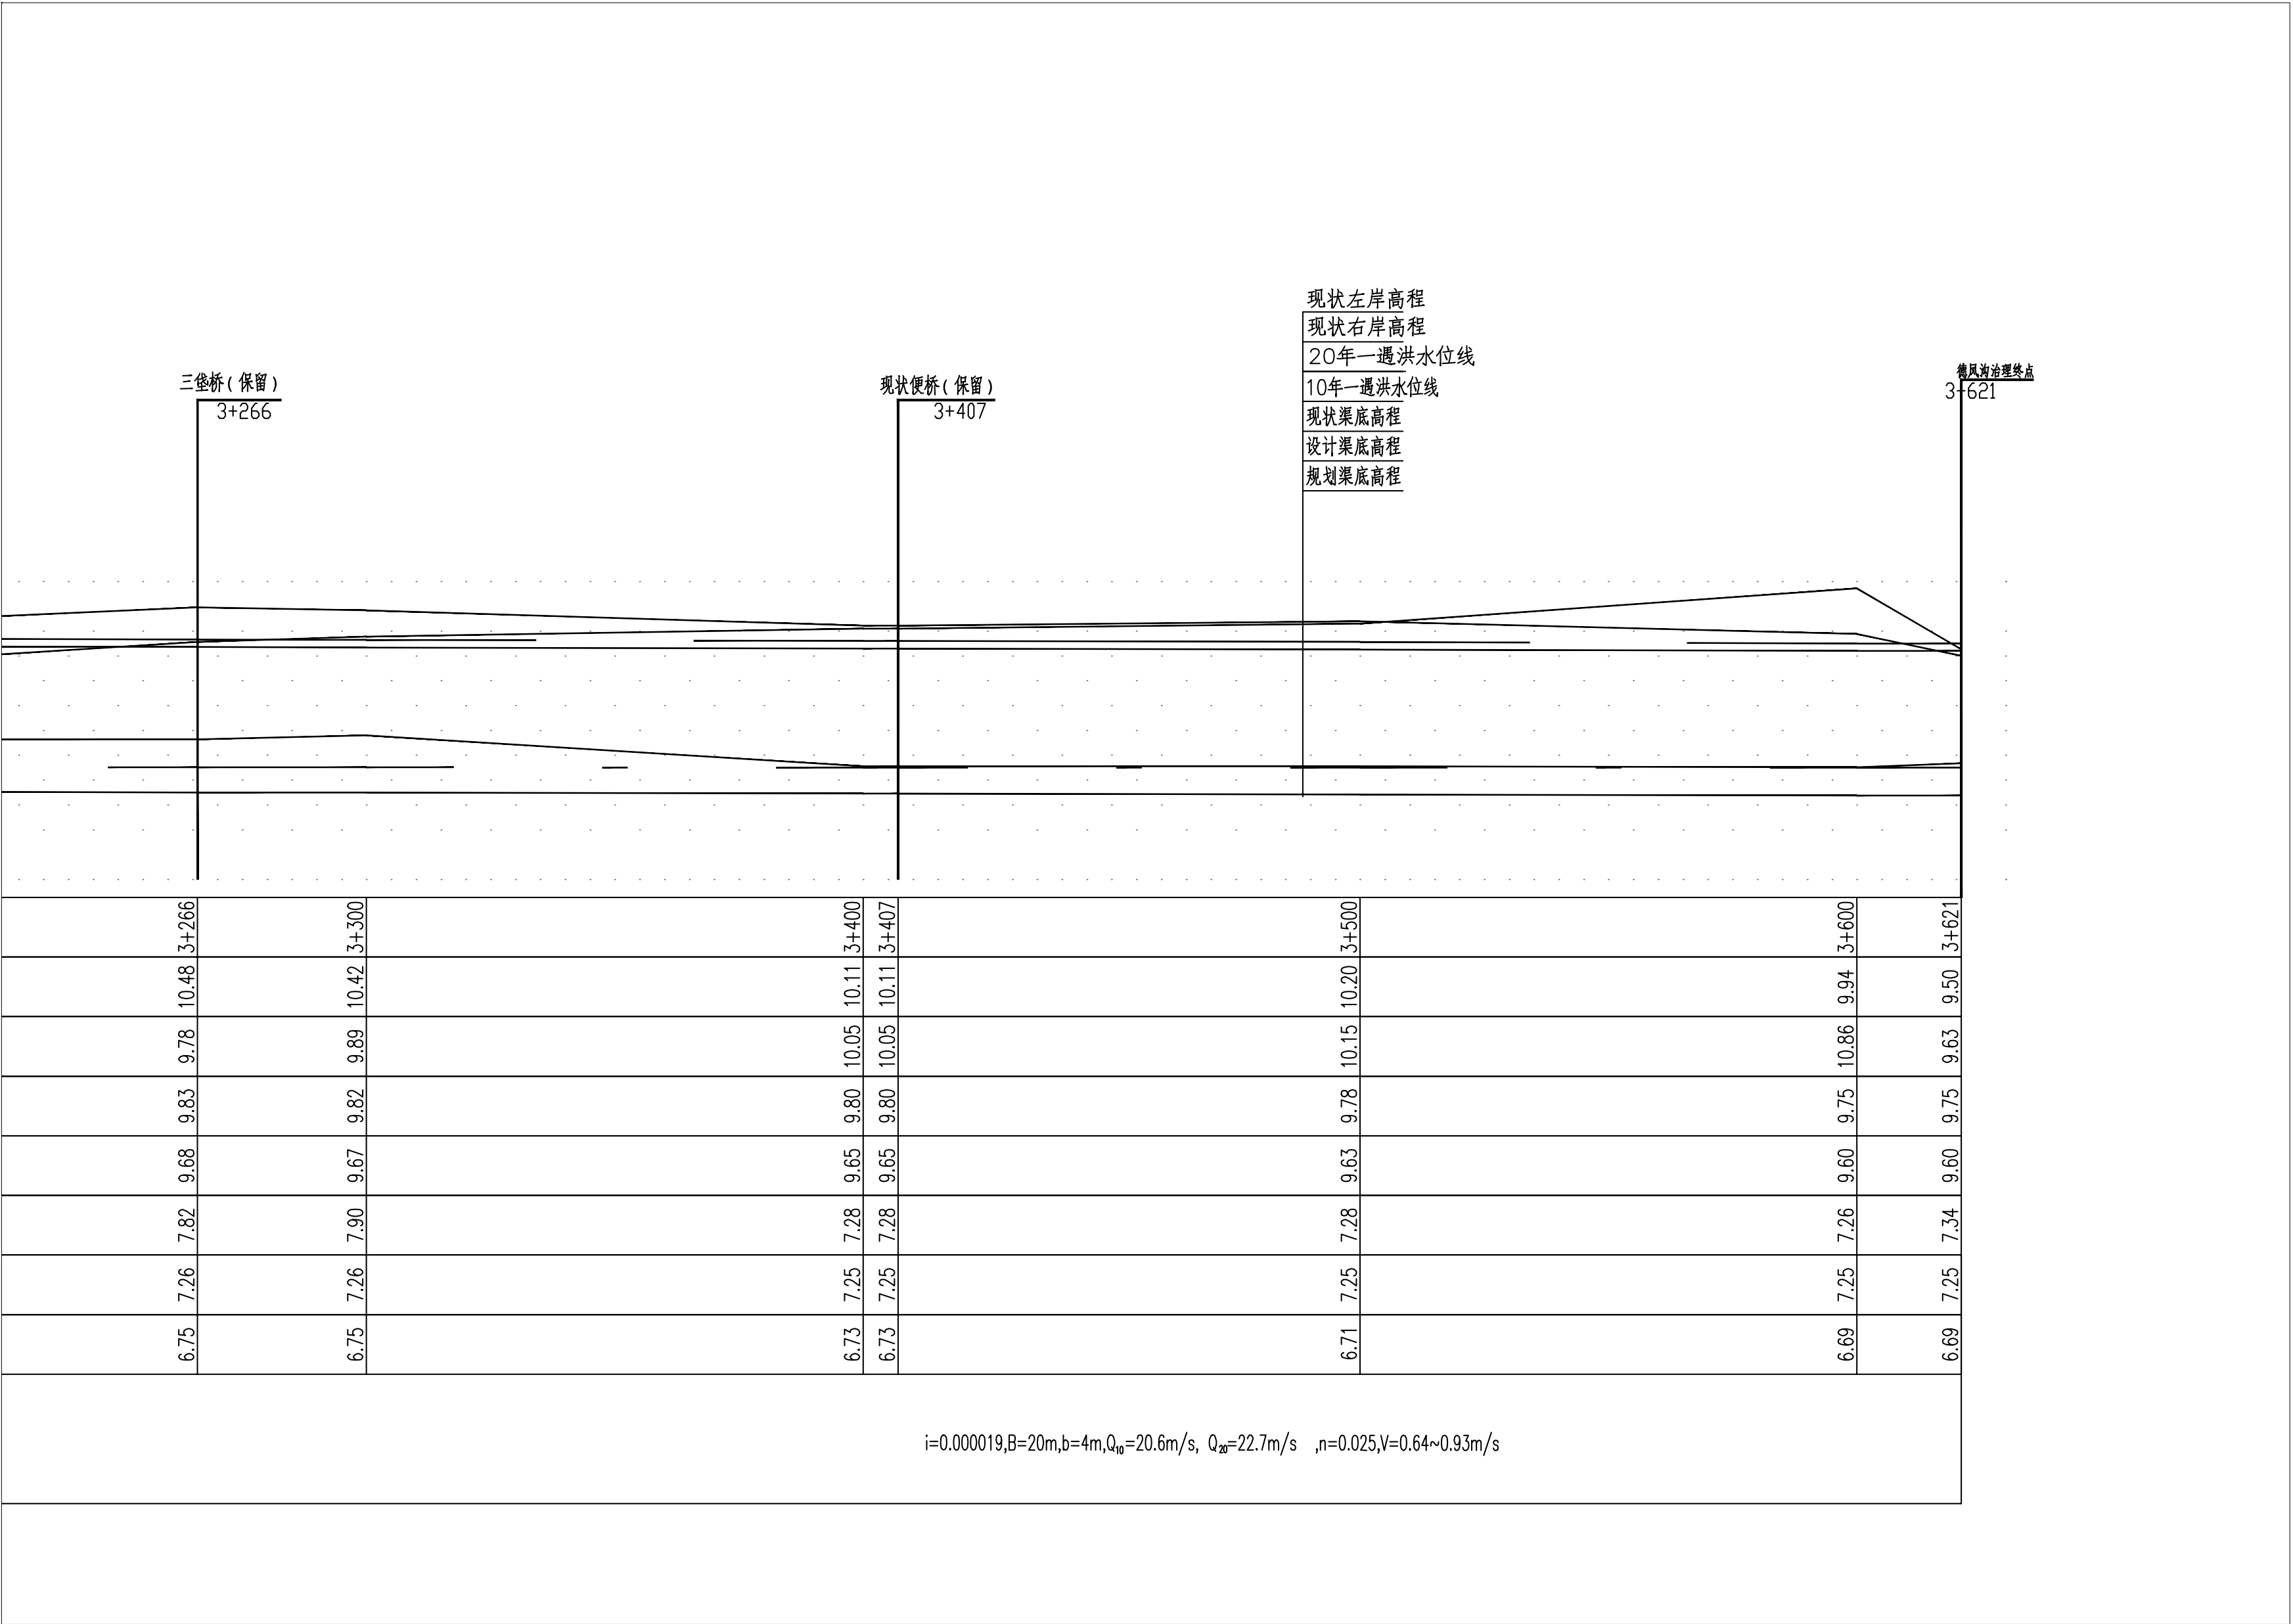 现状左岸高程
现状右岸高程
20年一遇洪水位线
10年一遇洪水位线
现状渠底高程
设计渠底高程
规划渠底高程
三垡桥(保留)
3+266
现状便桥(保留)
3+407
德凤沟治理终点
3+621
3+266 3+300 3+400 3+407 3+500 3+600 3+621
10.48 10.42 10.11 10.11 10.20 9.94 9.50
9.78 9.89 10.05 10.05 10.15 10.86 9.63
9.83 9.82 9.80 9.80 9.78 9.75 9.75
9.68 9.67 9.65 9.65 9.63 9.60 9.60
7.82 7.90 7.28 7.28 7.28 7.26 7.34
7.26 7.26 7.25 7.25 7.25 7.25 7.25
6.75 6.75 6.73 6.73 6.71 6.69 6.69
i=0.000019,B=20m,b=4m,Q₁₀=20.6m/s, Q₂₀=22.7m/s ,n=0.025,V=0.64~0.93m/s